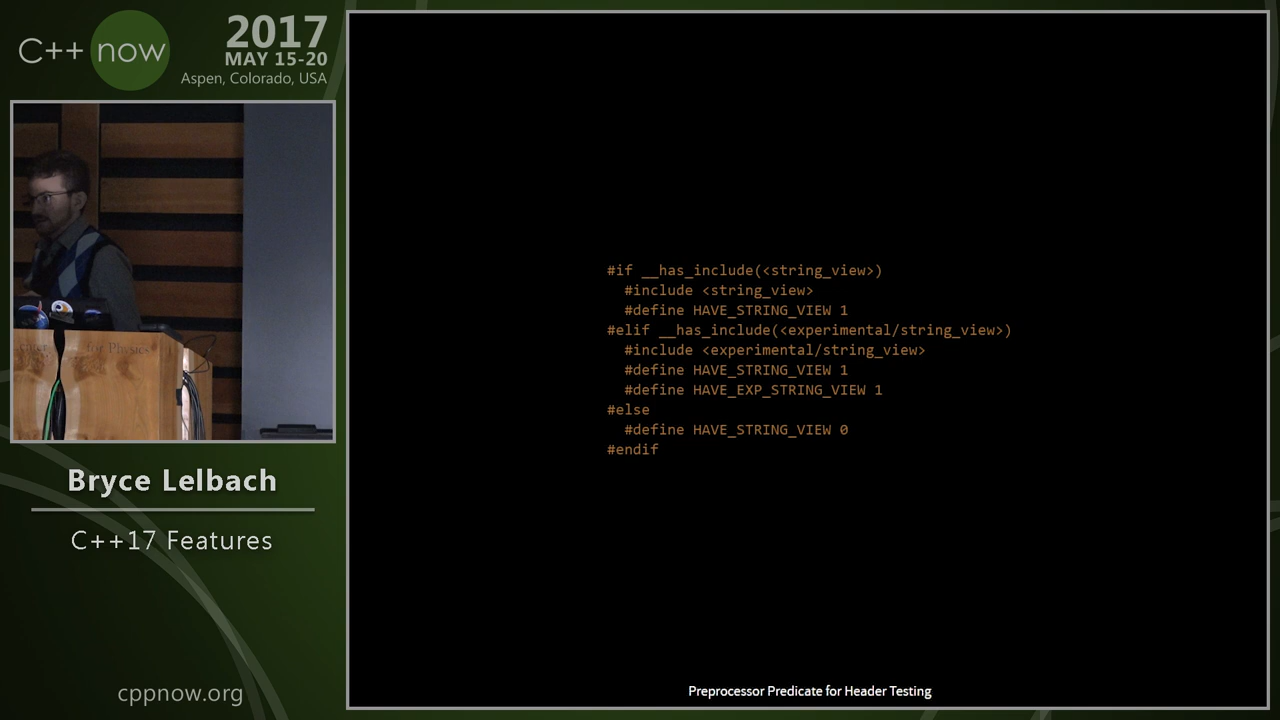 C++ now
2017
MAY 15-20
Aspen, Colorado, USA
for Physics
Bryce Lelbach
C++17 Features
cppnow.org
#if __has_include(<string_view>)
  #include <string_view>
  #define HAVE_STRING_VIEW 1
#elif __has_include(<experimental/string_view>)
  #include <experimental/string_view>
  #define HAVE_STRING_VIEW 1
  #define HAVE_EXP_STRING_VIEW 1
#else
  #define HAVE_STRING_VIEW 0
#endif
Preprocessor Predicate for Header Testing